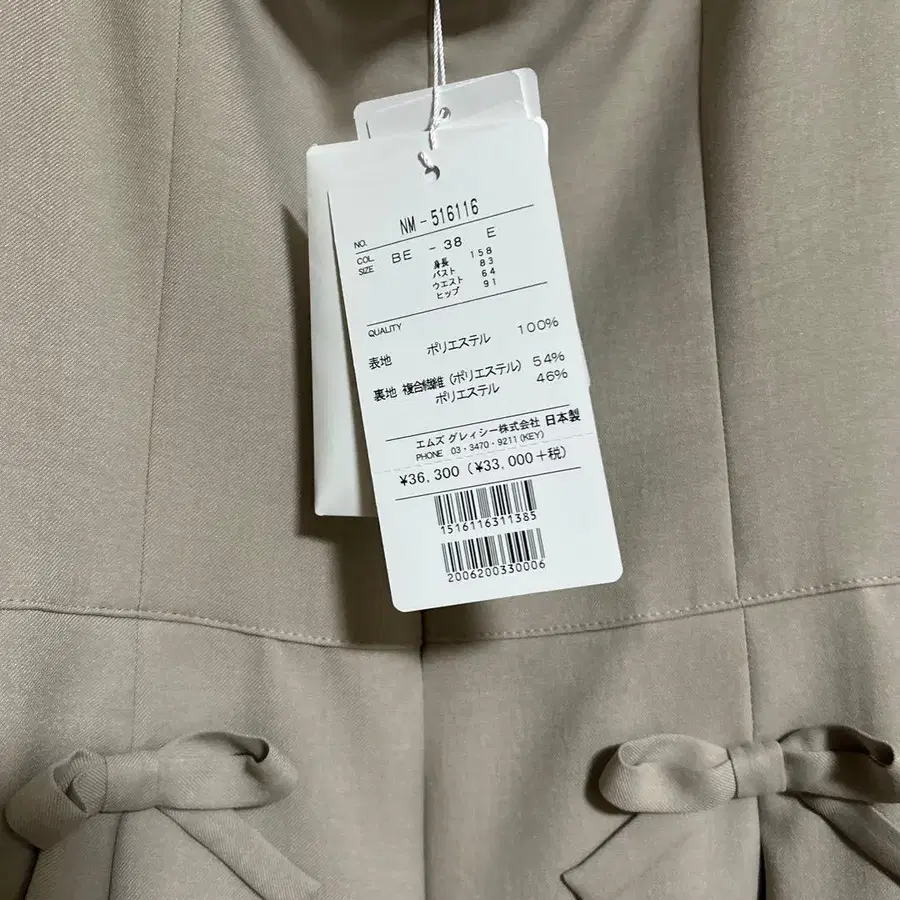 NO. NM-516116
COL. SIZE BE - 38 E
身長 158
バスト 83
ウエスト 64
ヒップ 91
QUALITY
表地 ポリエステル 100%
裏地 複合繊維(ポリエステル) 54%
ポリエステル 46%
エムズ グレィシー株式会社 日本製
PHONE 03・3470・9211(KEY)
¥36,300(¥33,000+税)
1516116311385
2006200330006